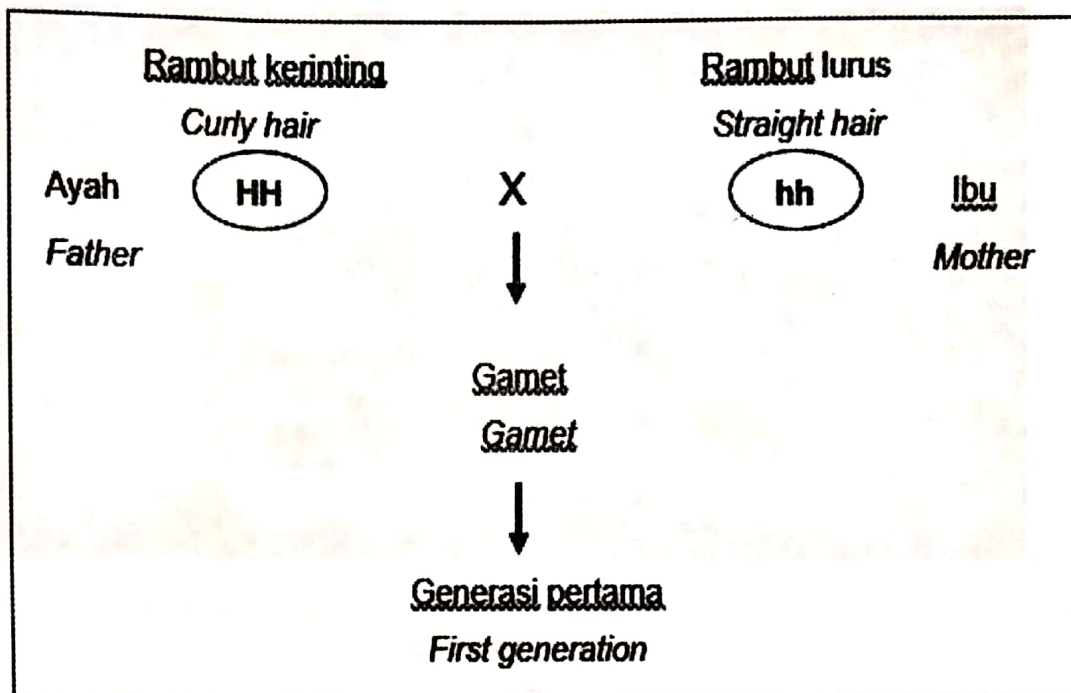 Rambut kerinting
Rambut lurus
Curly hair
Straight hair
Ayah
HH
X
hh
Ibu
Father
Mother
Gamet
Gamet
Generasi pertama
First generation